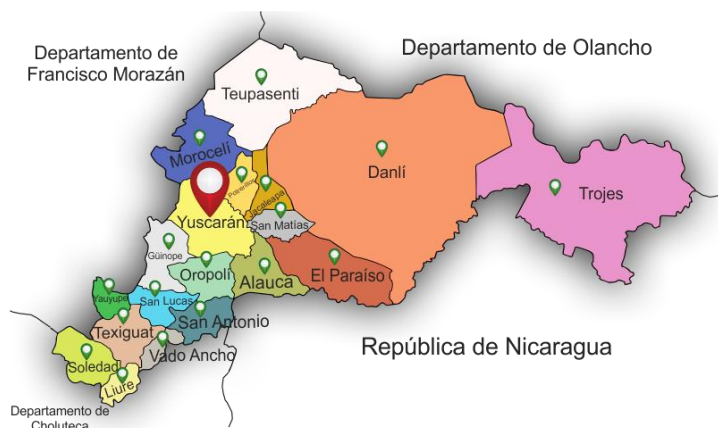 Departamento de
Francisco Morazán
Departamento de Olancho
Teupasenti
Morocelí
Danlí
Potrerillos
Jacaleapa
Trojes
Yuscarán
San Matías
Güinope
Oropolí
Alauca
El Paraíso
Yauyupe
San Lucas
San Antonio
Texiguat
República de Nicaragua
Vado Ancho
Soledad
Liure
Departamento de
Choluteca